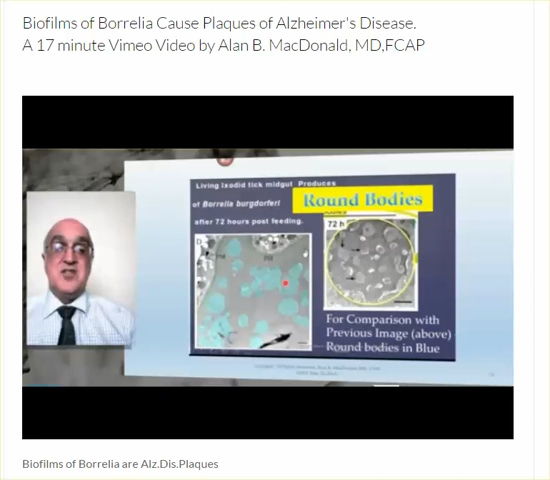 Biofilms of Borrelia Cause Plaques of Alzheimer's Disease.
A 17 minute Vimeo Video by Alan B. MacDonald, MD,FCAP
Living Ixodid tick midgut Produces
of Borrelia burgdorferi
Round Bodies
after 72 hours post feeding.
D
72 h
For Comparison with
Previous Image (above)
Round bodies in Blue
Biofilms of Borrelia are Alz.Dis.Plaques